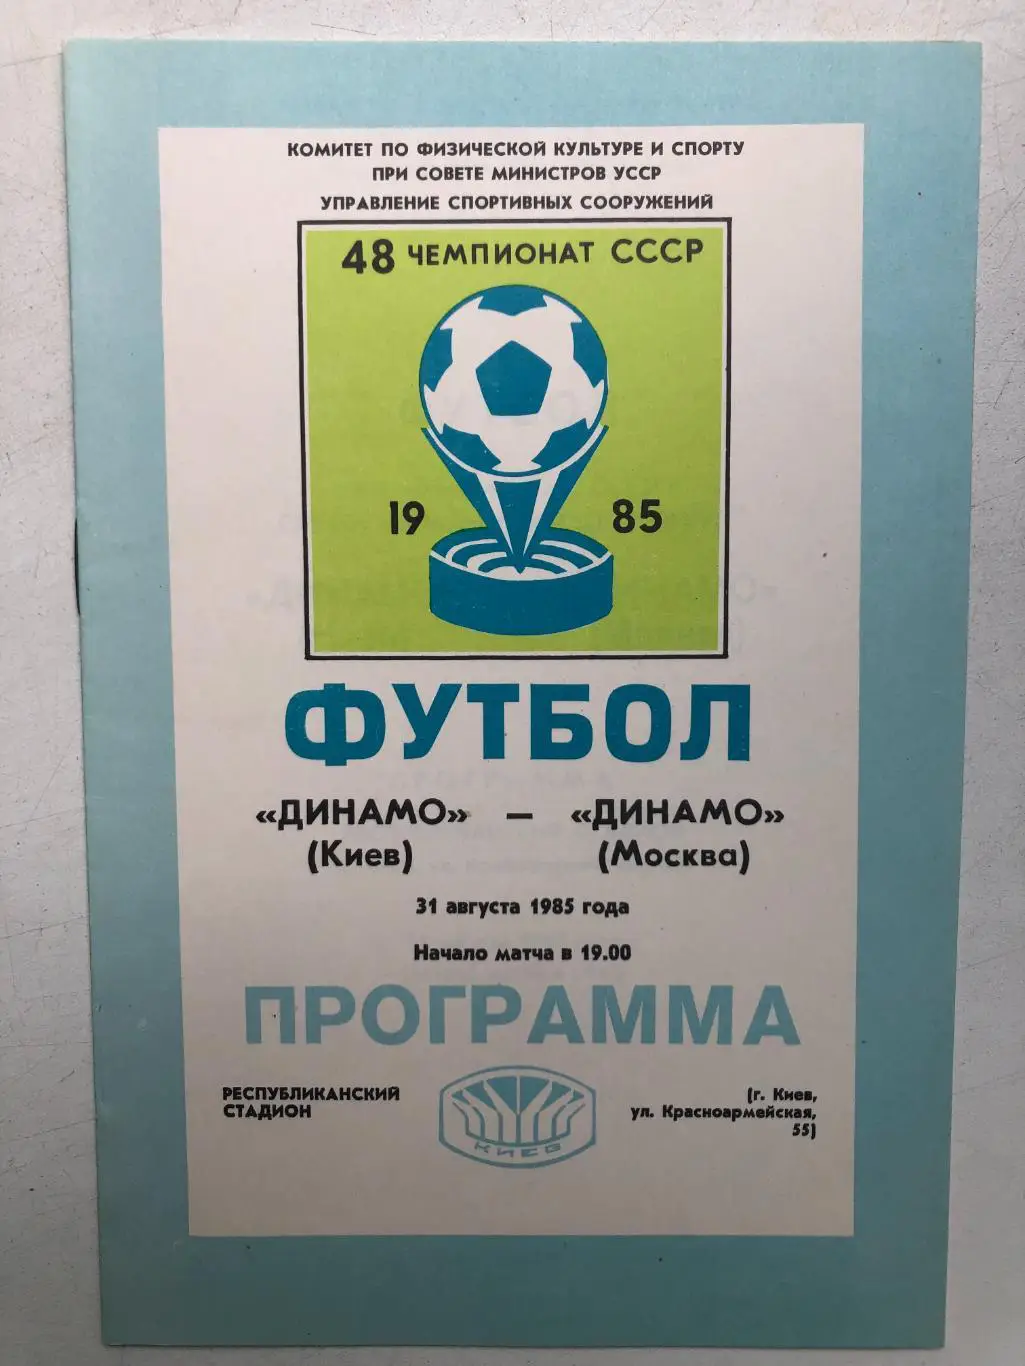 КОМИТЕТ ПО ФИЗИЧЕСКОЙ КУЛЬТУРЕ И СПОРТУ
ПРИ СОВЕТЕ МИНИСТРОВ УССР
УПРАВЛЕНИЕ СПОРТИВНЫХ СООРУЖЕНИЙ
48 ЧЕМПИОНАТ СССР
19 85
ФУТБОЛ
«ДИНАМО» — «ДИНАМО»
(Киев) (Москва)
31 августа 1985 года
Начало матча в 19.00
ПРОГРАММА
РЕСПУБЛИКАНСКИЙ
СТАДИОН
КИЕВ
(г. Киев,
ул. Красноармейская,
55)